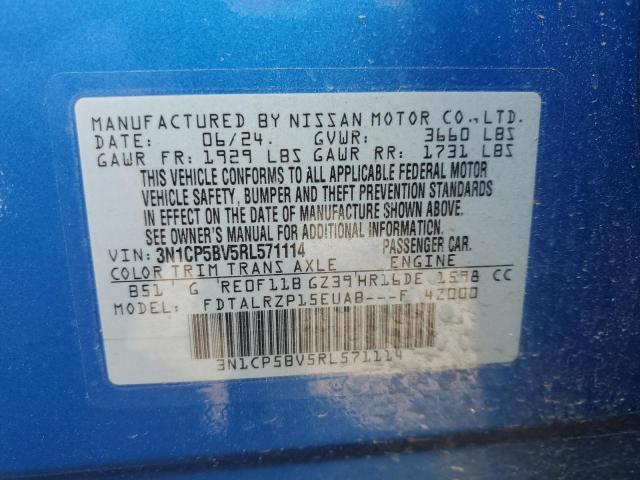 MANUFACTURED BY NISSAN MOTOR CO.,LTD.
DATE: 06/24. GVWR: 3660 LBS
GAWR FR: 1929 LBS GAWR RR: 1731 LBS
THIS VEHICLE CONFORMS TO ALL APPLICABLE FEDERAL MOTOR
VEHICLE SAFETY, BUMPER AND THEFT PREVENTION STANDARDS
IN EFFECT ON THE DATE OF MANUFACTURE SHOWN ABOVE.
SEE OWNER'S MANUAL FOR ADDITIONAL INFORMATION
VIN: 3N1CP5BV5RL571114 PASSENGER CAR.
COLOR TRIM TRANS AXLE ENGINE
B51 G RE0F11B GZ39 HR16DE 1598 CC
MODEL: FDTALRZP15EUAB---F 42000
3N1CP5BV5RL571114